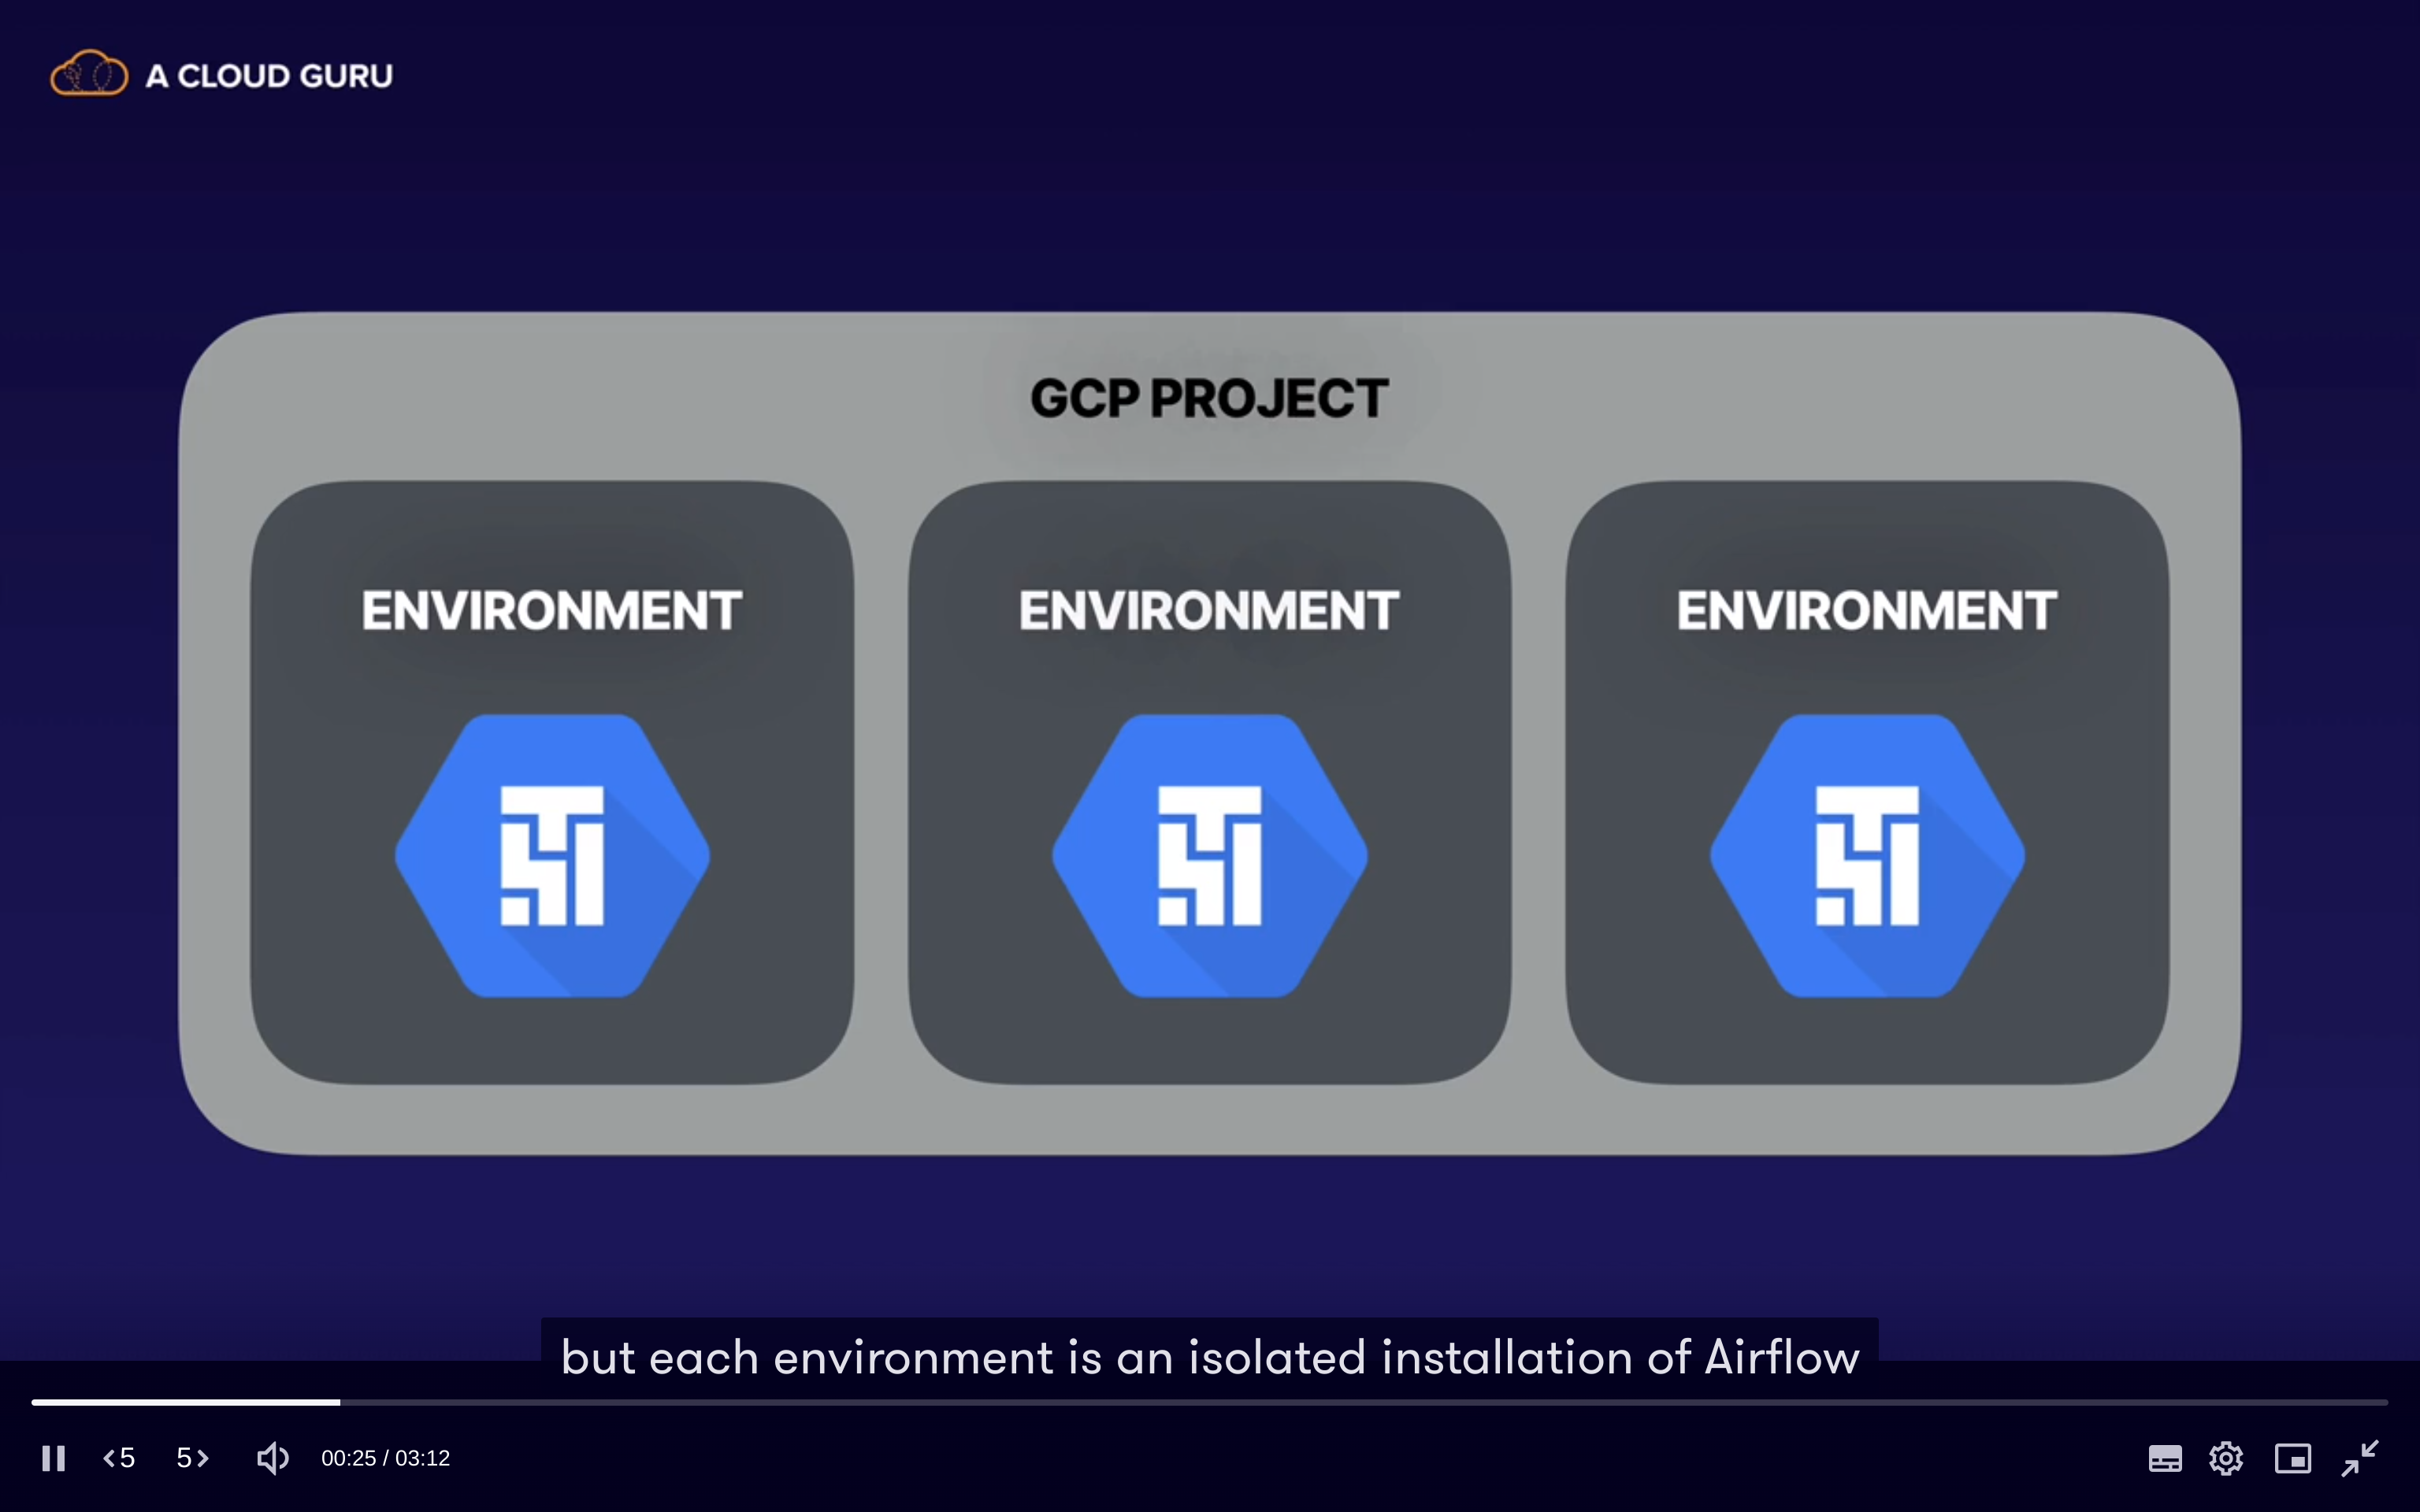 A CLOUD GURU
GCP PROJECT
ENVIRONMENT
ENVIRONMENT
ENVIRONMENT
but each environment is an isolated installation of Airflow
5
5
00:25 / 03:12